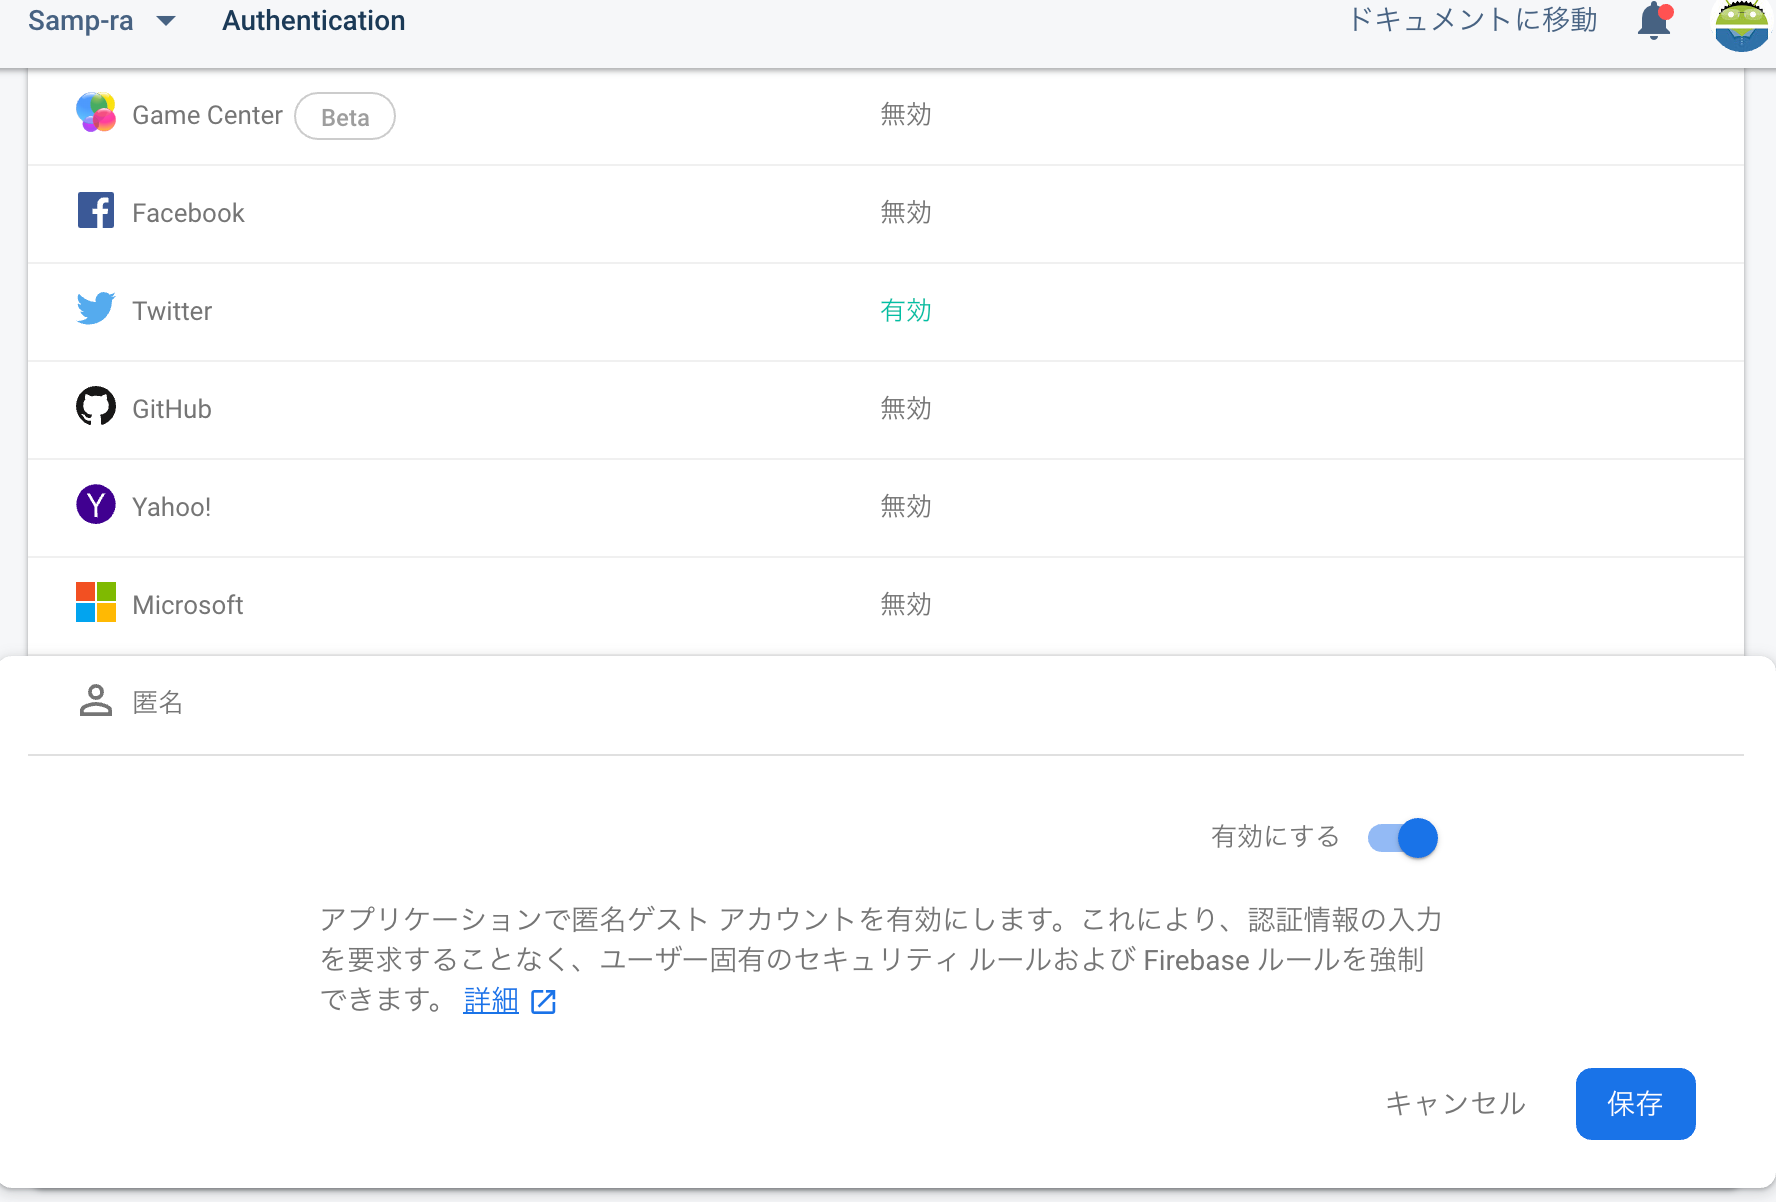 Samp-ra Authentication ドキュメントに移動
Game Center Beta 無効
Facebook 無効
Twitter 有効
GitHub 無効
Yahoo! 無効
Microsoft 無効
匿名
有効にする
アプリケーションで匿名ゲスト アカウントを有効にします。これにより、認証情報の入力
を要求することなく、ユーザー固有のセキュリティ ルールおよび Firebase ルールを強制
できます。 詳細
キャンセル 保存